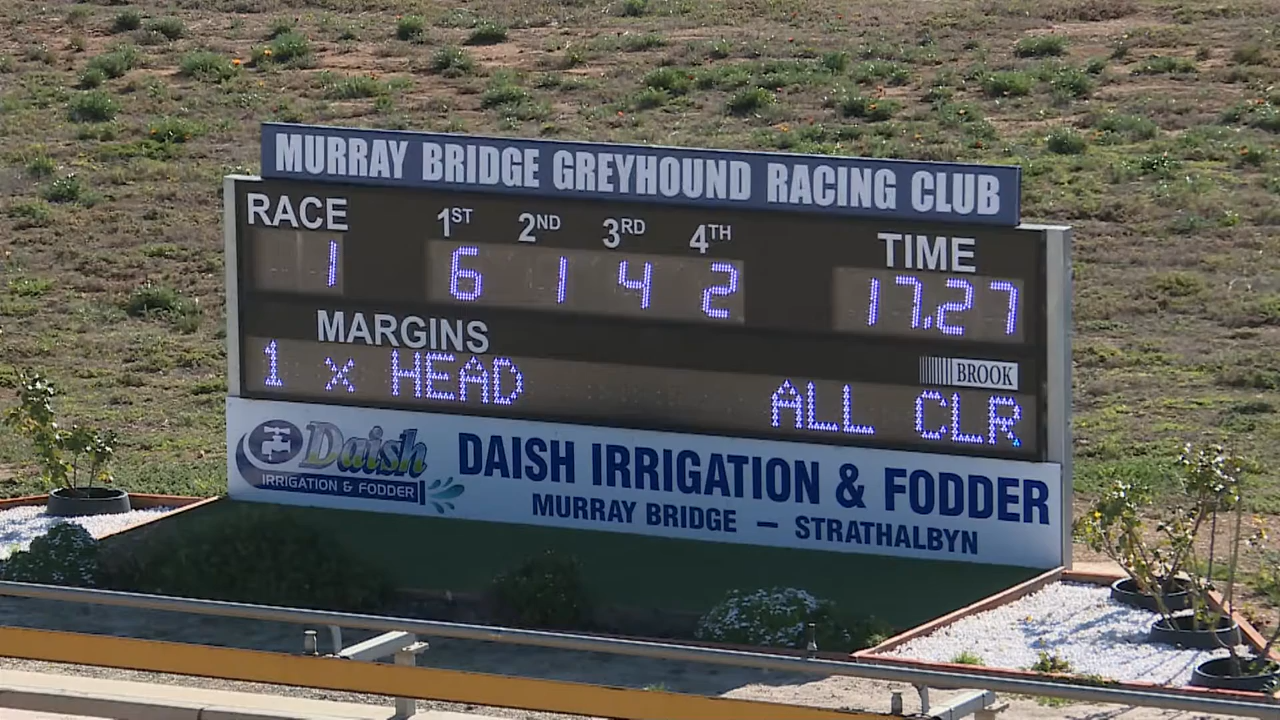 MURRAY BRIDGE GREYHOUND RACING CLUB
RACE 1ST 2ND 3RD 4TH TIME
1 6 1 4 2 17.27
MARGINS
BROOK
1 x HEAD ALL CLR
Daish
IRRIGATION & FODDER
DAISH IRRIGATION & FODDER
MURRAY BRIDGE – STRATHALBYN